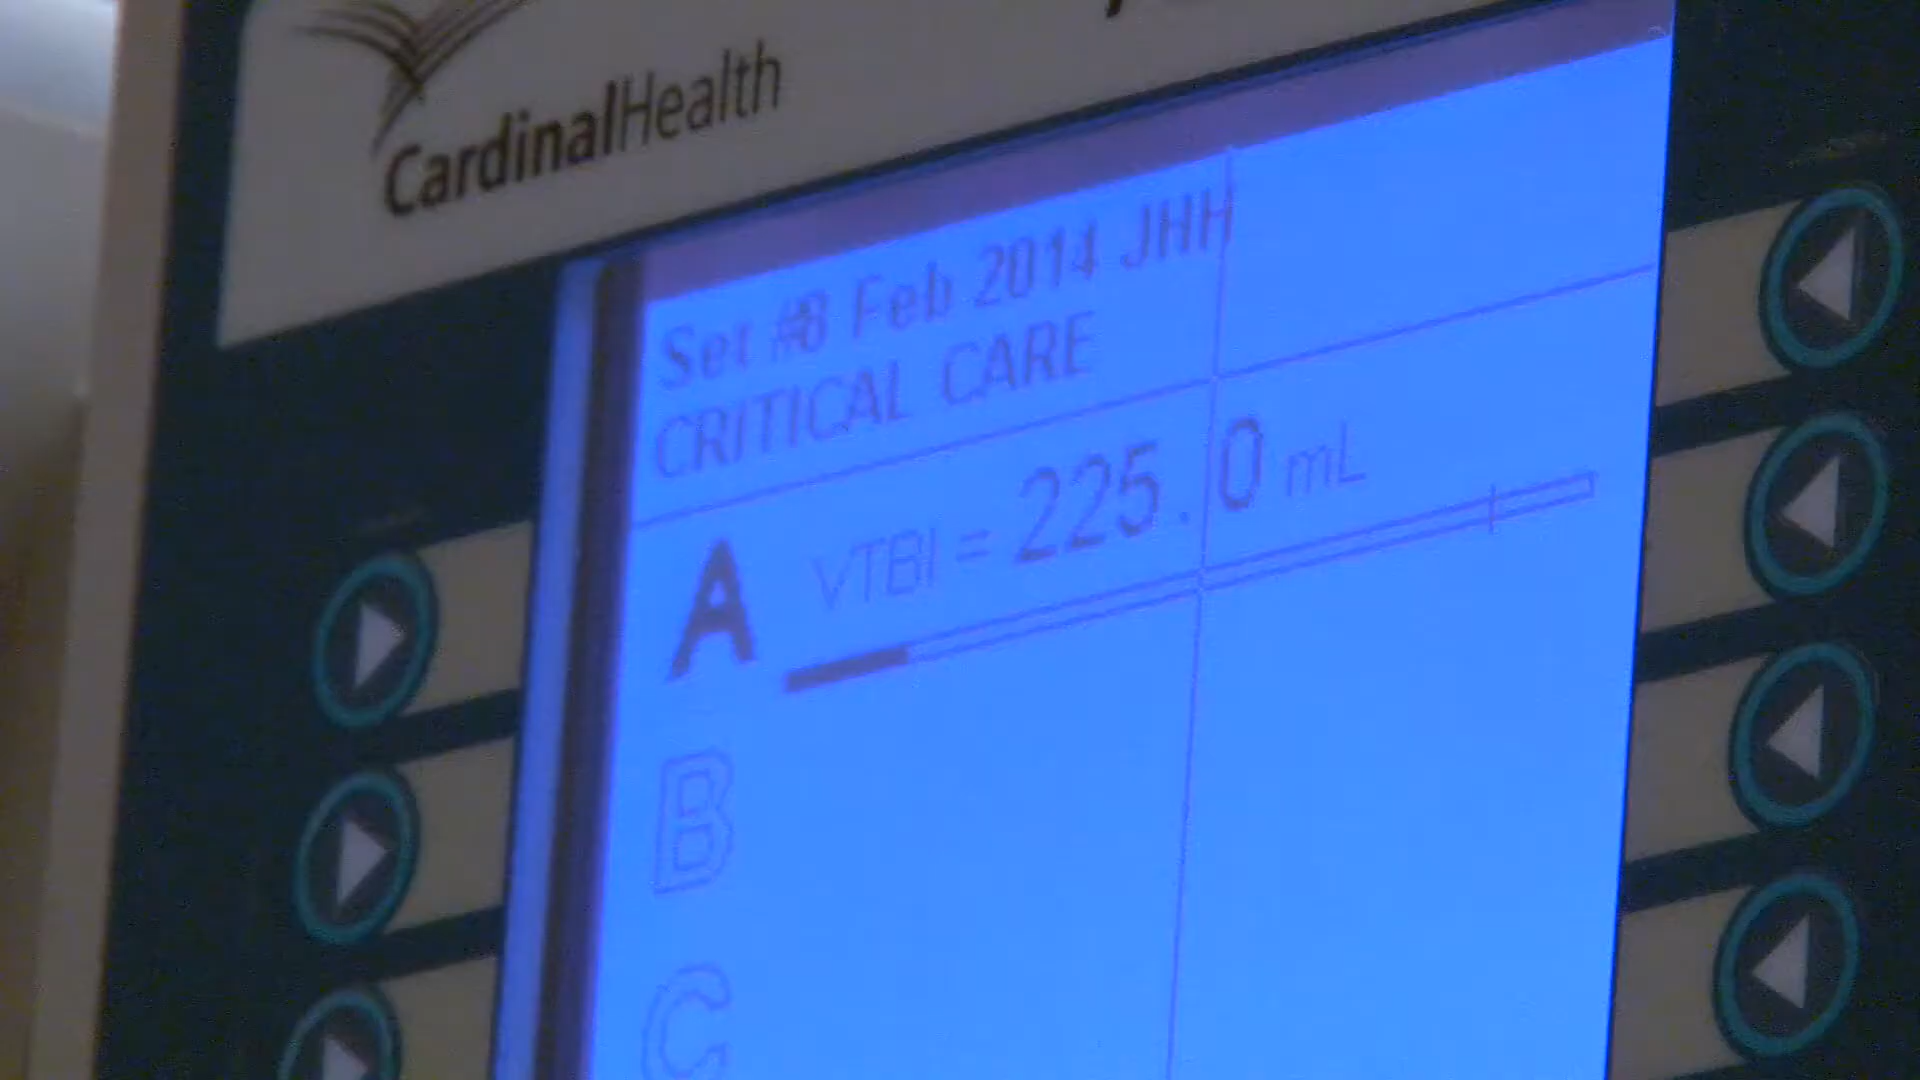 CardinalHealth
Set #8 Feb 2014 JHH
CRITICAL CARE
A VTBI = 225.0 mL
B
C